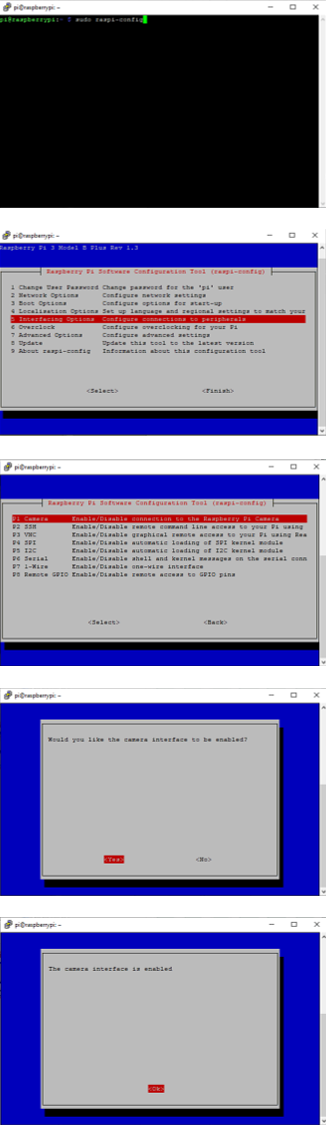 pi@raspberrypi: ~
pi@raspberrypi:~ $ sudo raspi-config
pi@raspberrypi: ~
Raspberry Pi 3 Model B Plus Rev 1.3
Raspberry Pi Software Configuration Tool (raspi-config)
1 Change User Password Change password for the 'pi' user
2 Network Options Configure network settings
3 Boot Options Configure options for start-up
4 Localisation Options Set up language and regional settings to match your
5 Interfacing Options Configure connections to peripherals
6 Overclock Configure overclocking for your Pi
7 Advanced Options Configure advanced settings
8 Update Update this tool to the latest version
9 About raspi-config Information about this configuration tool
<Select> <Finish>
pi@raspberrypi: ~
Raspberry Pi Software Configuration Tool (raspi-config)
P1 Camera Enable/Disable connection to the Raspberry Pi Camera
P2 SSH Enable/Disable remote command line access to your Pi using
P3 VNC Enable/Disable graphical remote access to your Pi using Rea
P4 SPI Enable/Disable automatic loading of SPI kernel module
P5 I2C Enable/Disable automatic loading of I2C kernel module
P6 Serial Enable/Disable shell and kernel messages on the serial conn
P7 1-Wire Enable/Disable one-wire interface
P8 Remote GPIO Enable/Disable remote access to GPIO pins
<Select> <Back>
pi@raspberrypi: ~
Would you like the camera interface to be enabled?
<Yes> <No>
pi@raspberrypi: ~
The camera interface is enabled
<Ok>